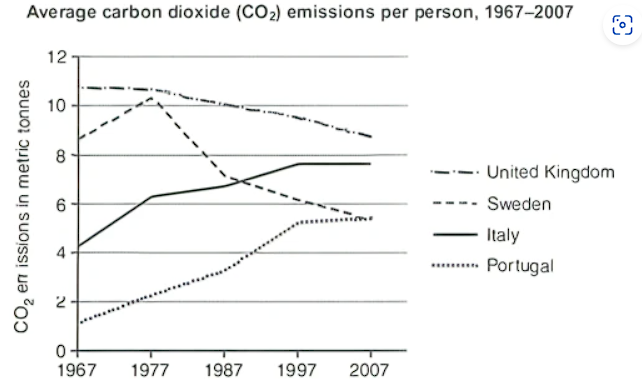 Average carbon dioxide (CO₂) emissions per person, 1967–2007
CO₂ emissions in metric tonnes
12
10
8
6
4
2
0
1967 1977 1987 1997 2007
United Kingdom
Sweden
Italy
Portugal